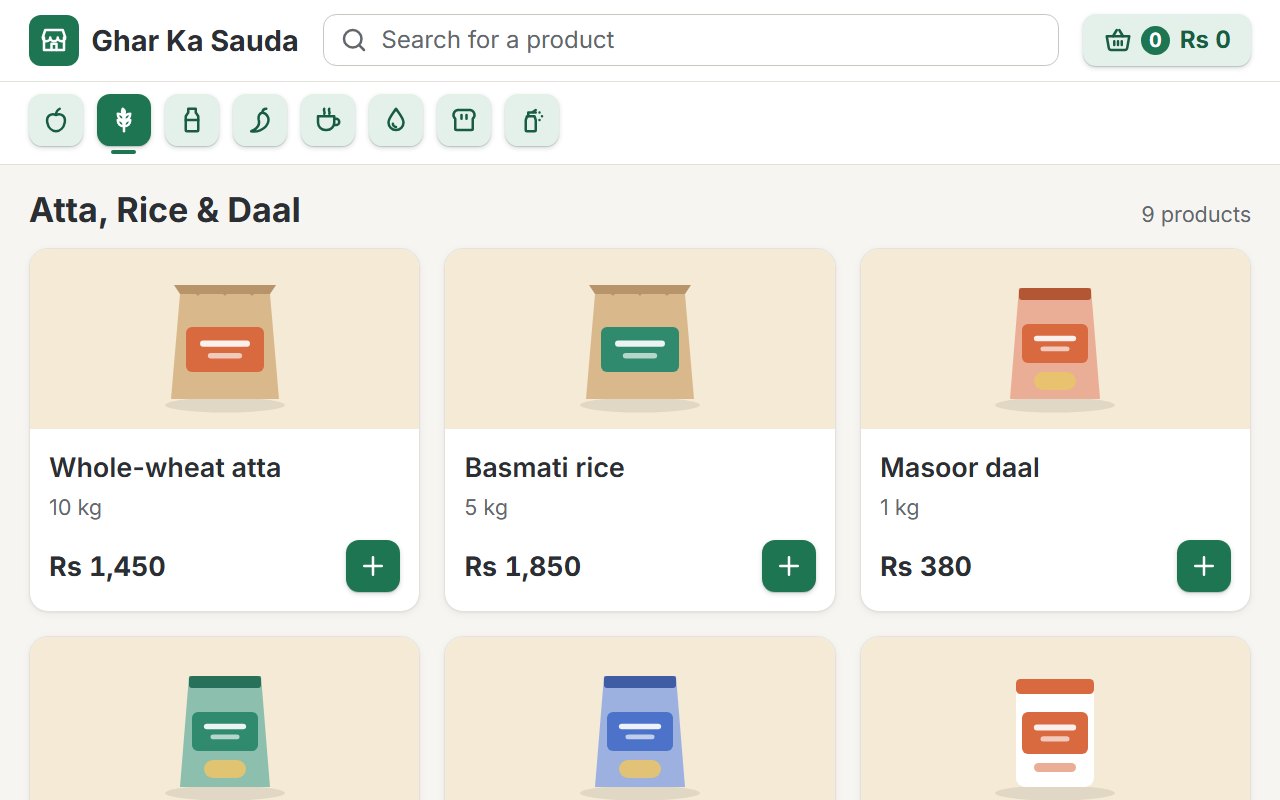 Ghar Ka Sauda
Search for a product
0 Rs 0
Atta, Rice & Daal
9 products
Whole-wheat atta
10 kg
Rs 1,450
Basmati rice
5 kg
Rs 1,850
Masoor daal
1 kg
Rs 380